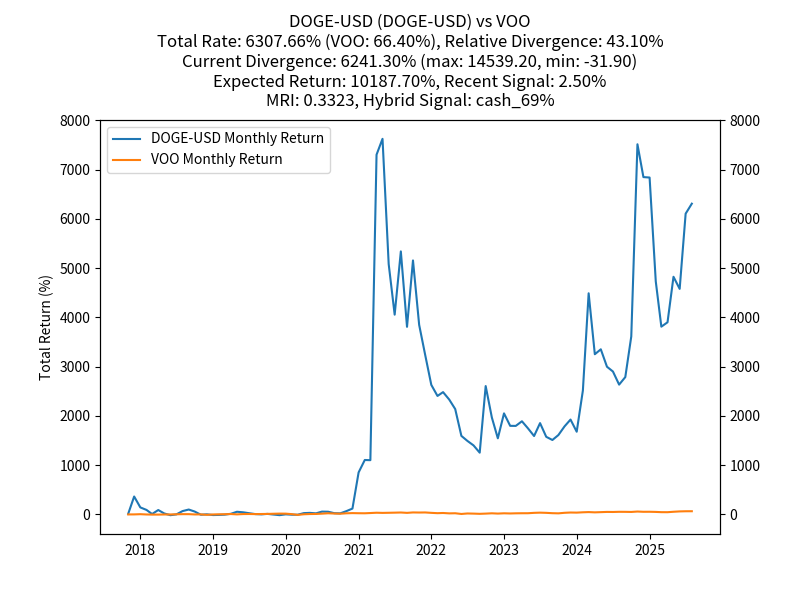 DOGE-USD (DOGE-USD) vs VOO
Total Rate: 6307.66% (VOO: 66.40%), Relative Divergence: 43.10%
Current Divergence: 6241.30% (max: 14539.20, min: -31.90)
Expected Return: 10187.70%, Recent Signal: 2.50%
MRI: 0.3323, Hybrid Signal: cash_69%
DOGE-USD Monthly Return
VOO Monthly Return
Total Return (%)
8000
7000
6000
5000
4000
3000
2000
1000
0
8000
7000
6000
5000
4000
3000
2000
1000
0
2018 2019 2020 2021 2022 2023 2024 2025